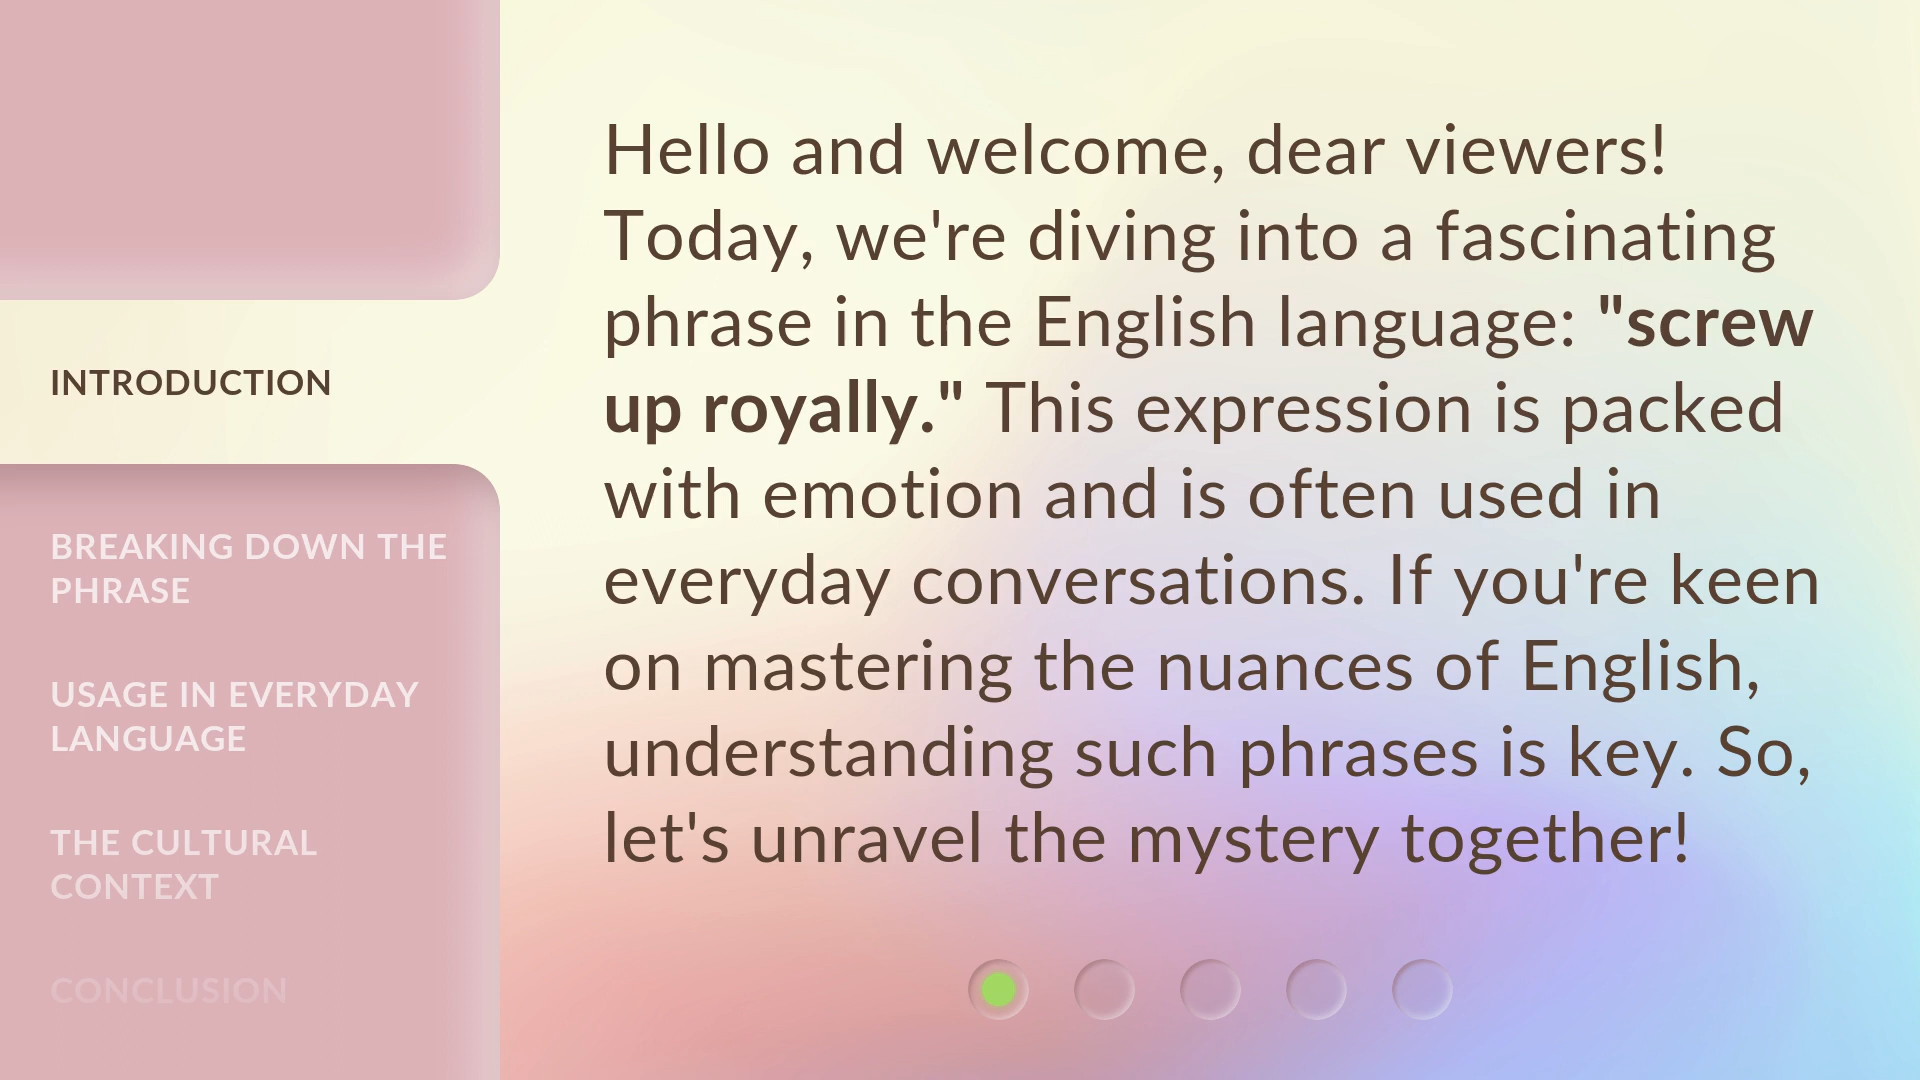 INTRODUCTION
BREAKING DOWN THE
PHRASE
USAGE IN EVERYDAY
LANGUAGE
THE CULTURAL
CONTEXT
CONCLUSION
Hello and welcome, dear viewers!
Today, we're diving into a fascinating
phrase in the English language: "screw
up royally." This expression is packed
with emotion and is often used in
everyday conversations. If you're keen
on mastering the nuances of English,
understanding such phrases is key. So,
let's unravel the mystery together!